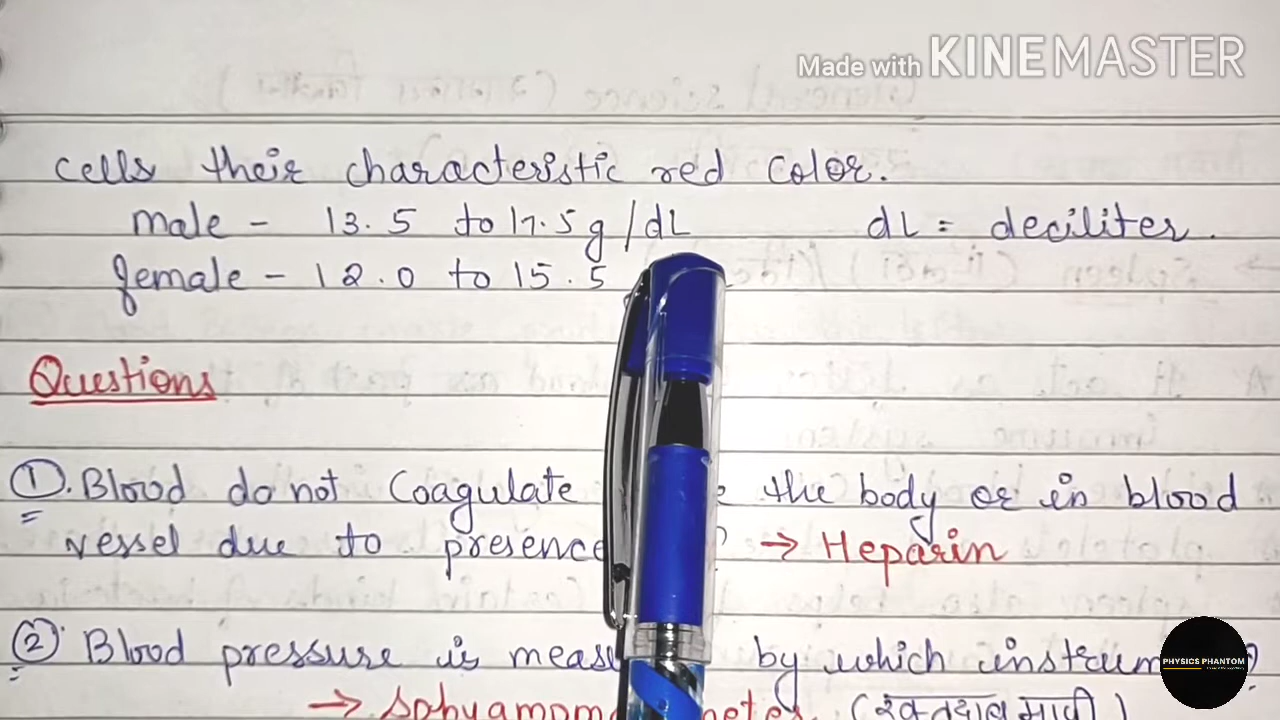 Made with KINEMASTER
cells their characteristic red color.
male - 13.5 to 17.5 g/dL dL = deciliter.
female - 12.0 to 15.5
Questions
①. Blood do not coagulate the body or in blood
vessel due to presence ? → Heparin
②. Blood pressure is by which ?
→ (रक्तदाब मापी)
PHYSICS PHANTOM